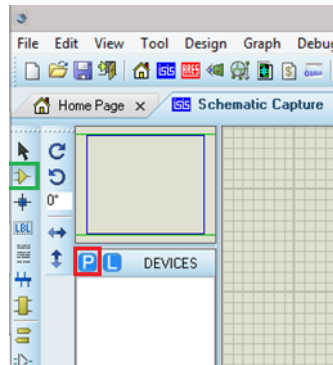 File Edit View Tool Design Graph Debug
Home Page Schematic Capture
0°
LBL
P L DEVICES